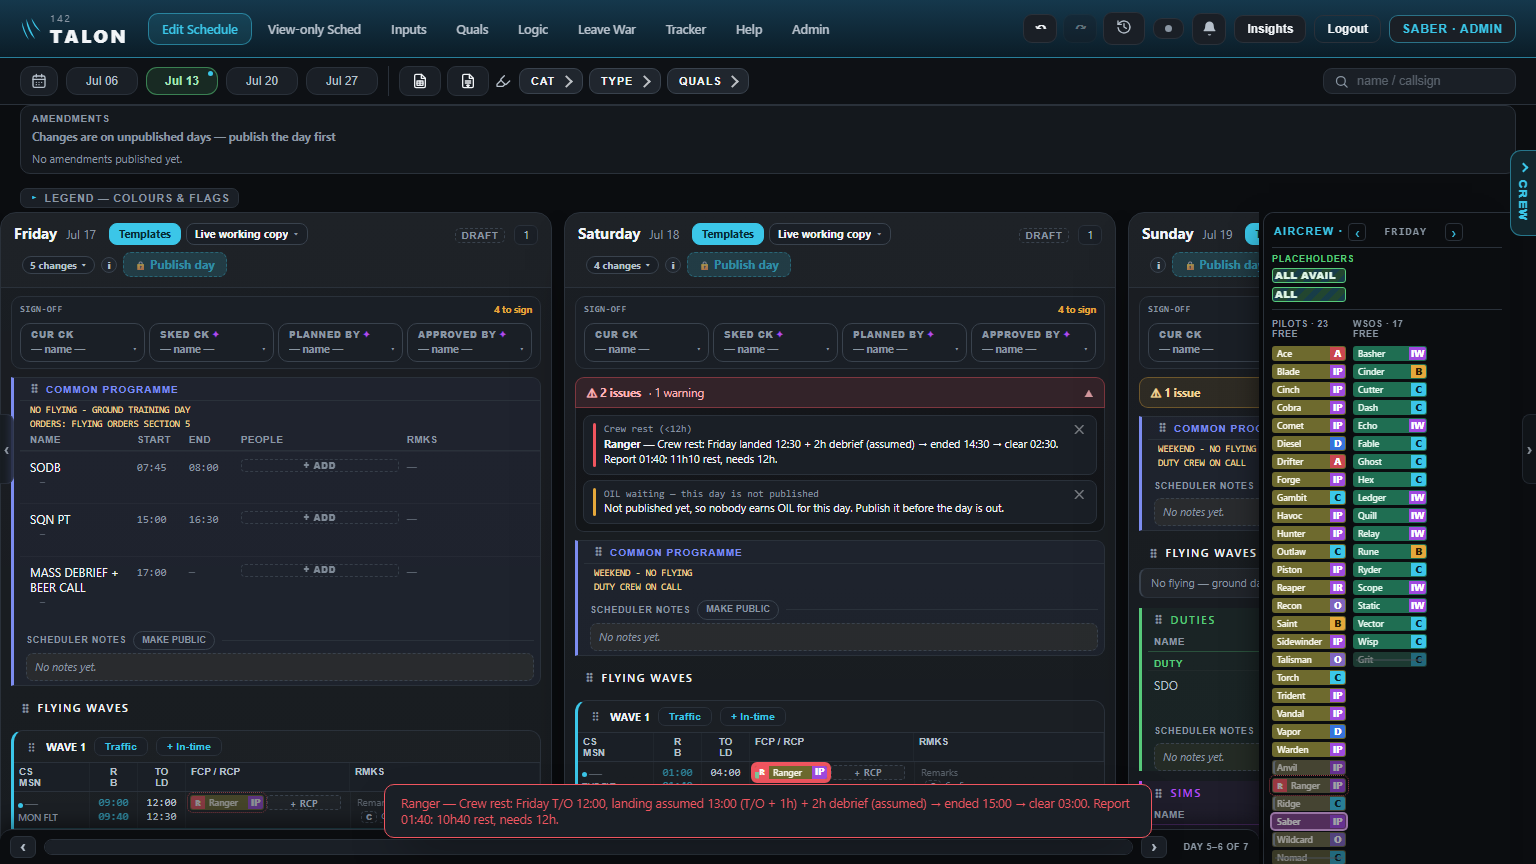 142
TALON
Edit Schedule
View-only Sched
Inputs
Quals
Logic
Leave War
Tracker
Help
Admin
Insights
Logout
SABER · ADMIN
Jul 06
Jul 13
Jul 20
Jul 27
CAT
TYPE
QUALS
name / callsign
AMENDMENTS
Changes are on unpublished days — publish the day first
No amendments published yet.
LEGEND — COLOURS & FLAGS
CREW
Friday Jul 17 Templates Live working copy DRAFT 1
5 changes i Publish day
SIGN-OFF 4 to sign
CUR CK SKED CK PLANNED BY APPROVED BY
— name — — name — — name — — name —
COMMON PROGRAMME
NO FLYING - GROUND TRAINING DAY
ORDERS: FLYING ORDERS SECTION 5
NAME START END PEOPLE RMKS
SODB 07:45 08:00 + ADD —
—
SQN PT 15:00 16:30 + ADD —
—
MASS DEBRIEF + 17:00 — + ADD —
BEER CALL
—
SCHEDULER NOTES MAKE PUBLIC
No notes yet.
FLYING WAVES
WAVE 1 Traffic + In-time
CS R TO FCP / RCP RMKS
MSN B LD
— 09:00 12:00 R Ranger IP + RCP
MON FLT 09:40 12:30 C
Saturday Jul 18 Templates Live working copy DRAFT 1
4 changes i Publish day
SIGN-OFF 4 to sign
CUR CK SKED CK PLANNED BY APPROVED BY
— name — — name — — name — — name —
2 issues · 1 warning
Crew rest (<12h)
Ranger — Crew rest: Friday landed 12:30 + 2h debrief (assumed) → ended 14:30 → clear 02:30.
Report 01:40: 11h10 rest, needs 12h.
OIL waiting — this day is not published
Not published yet, so nobody earns OIL for this day. Publish it before the day is out.
COMMON PROGRAMME
WEEKEND - NO FLYING
DUTY CREW ON CALL
SCHEDULER NOTES MAKE PUBLIC
No notes yet.
FLYING WAVES
WAVE 1 Traffic + In-time
CS R TO FCP / RCP RMKS
MSN B LD
— 01:00 04:00 R Ranger IP + RCP Remarks
Sunday Jul 19
i Publish day
SIGN-OFF
CUR CK
— name —
1 issue
COMMON PROG
WEEKEND - NO FLYING
DUTY CREW ON CALL
SCHEDULER NOTES
No notes yet.
FLYING WAVES
No flying — ground da
DUTIES
NAME
DUTY
SDO
SCHEDULER NOTES
No notes yet.
SIMS
NAME
AIRCREW · FRIDAY
PLACEHOLDERS
ALL AVAIL
ALL
PILOTS · 23 WSOS · 17
FREE FREE
Ace A Basher IW
Blade IP Cinder B
Cinch IP Cutter C
Cobra IP Dash C
Comet IP Echo IW
Diesel D Fable C
Drifter A Ghost C
Forge IP Hex C
Gambit C Ledger IW
Havoc IP Quill IW
Hunter IP Relay IW
Outlaw C Rune B
Piston IP Ryder C
Reaper IR Scope IW
Recon O Static IW
Saint B Vector C
Sidewinder IP Wisp C
Talisman O Grit C
Torch C
Trident IP
Vandal IP
Vapor D
Warden IP
Anvil IP
R Ranger IP
Ridge C
Saber IP
Wildcard O
Nomad C
Ranger — Crew rest: Friday T/O 12:00, landing assumed 13:00 (T/O + 1h) + 2h debrief (assumed) → ended 15:00 → clear 03:00. Report
01:40: 10h40 rest, needs 12h.
DAY 5–6 OF 7